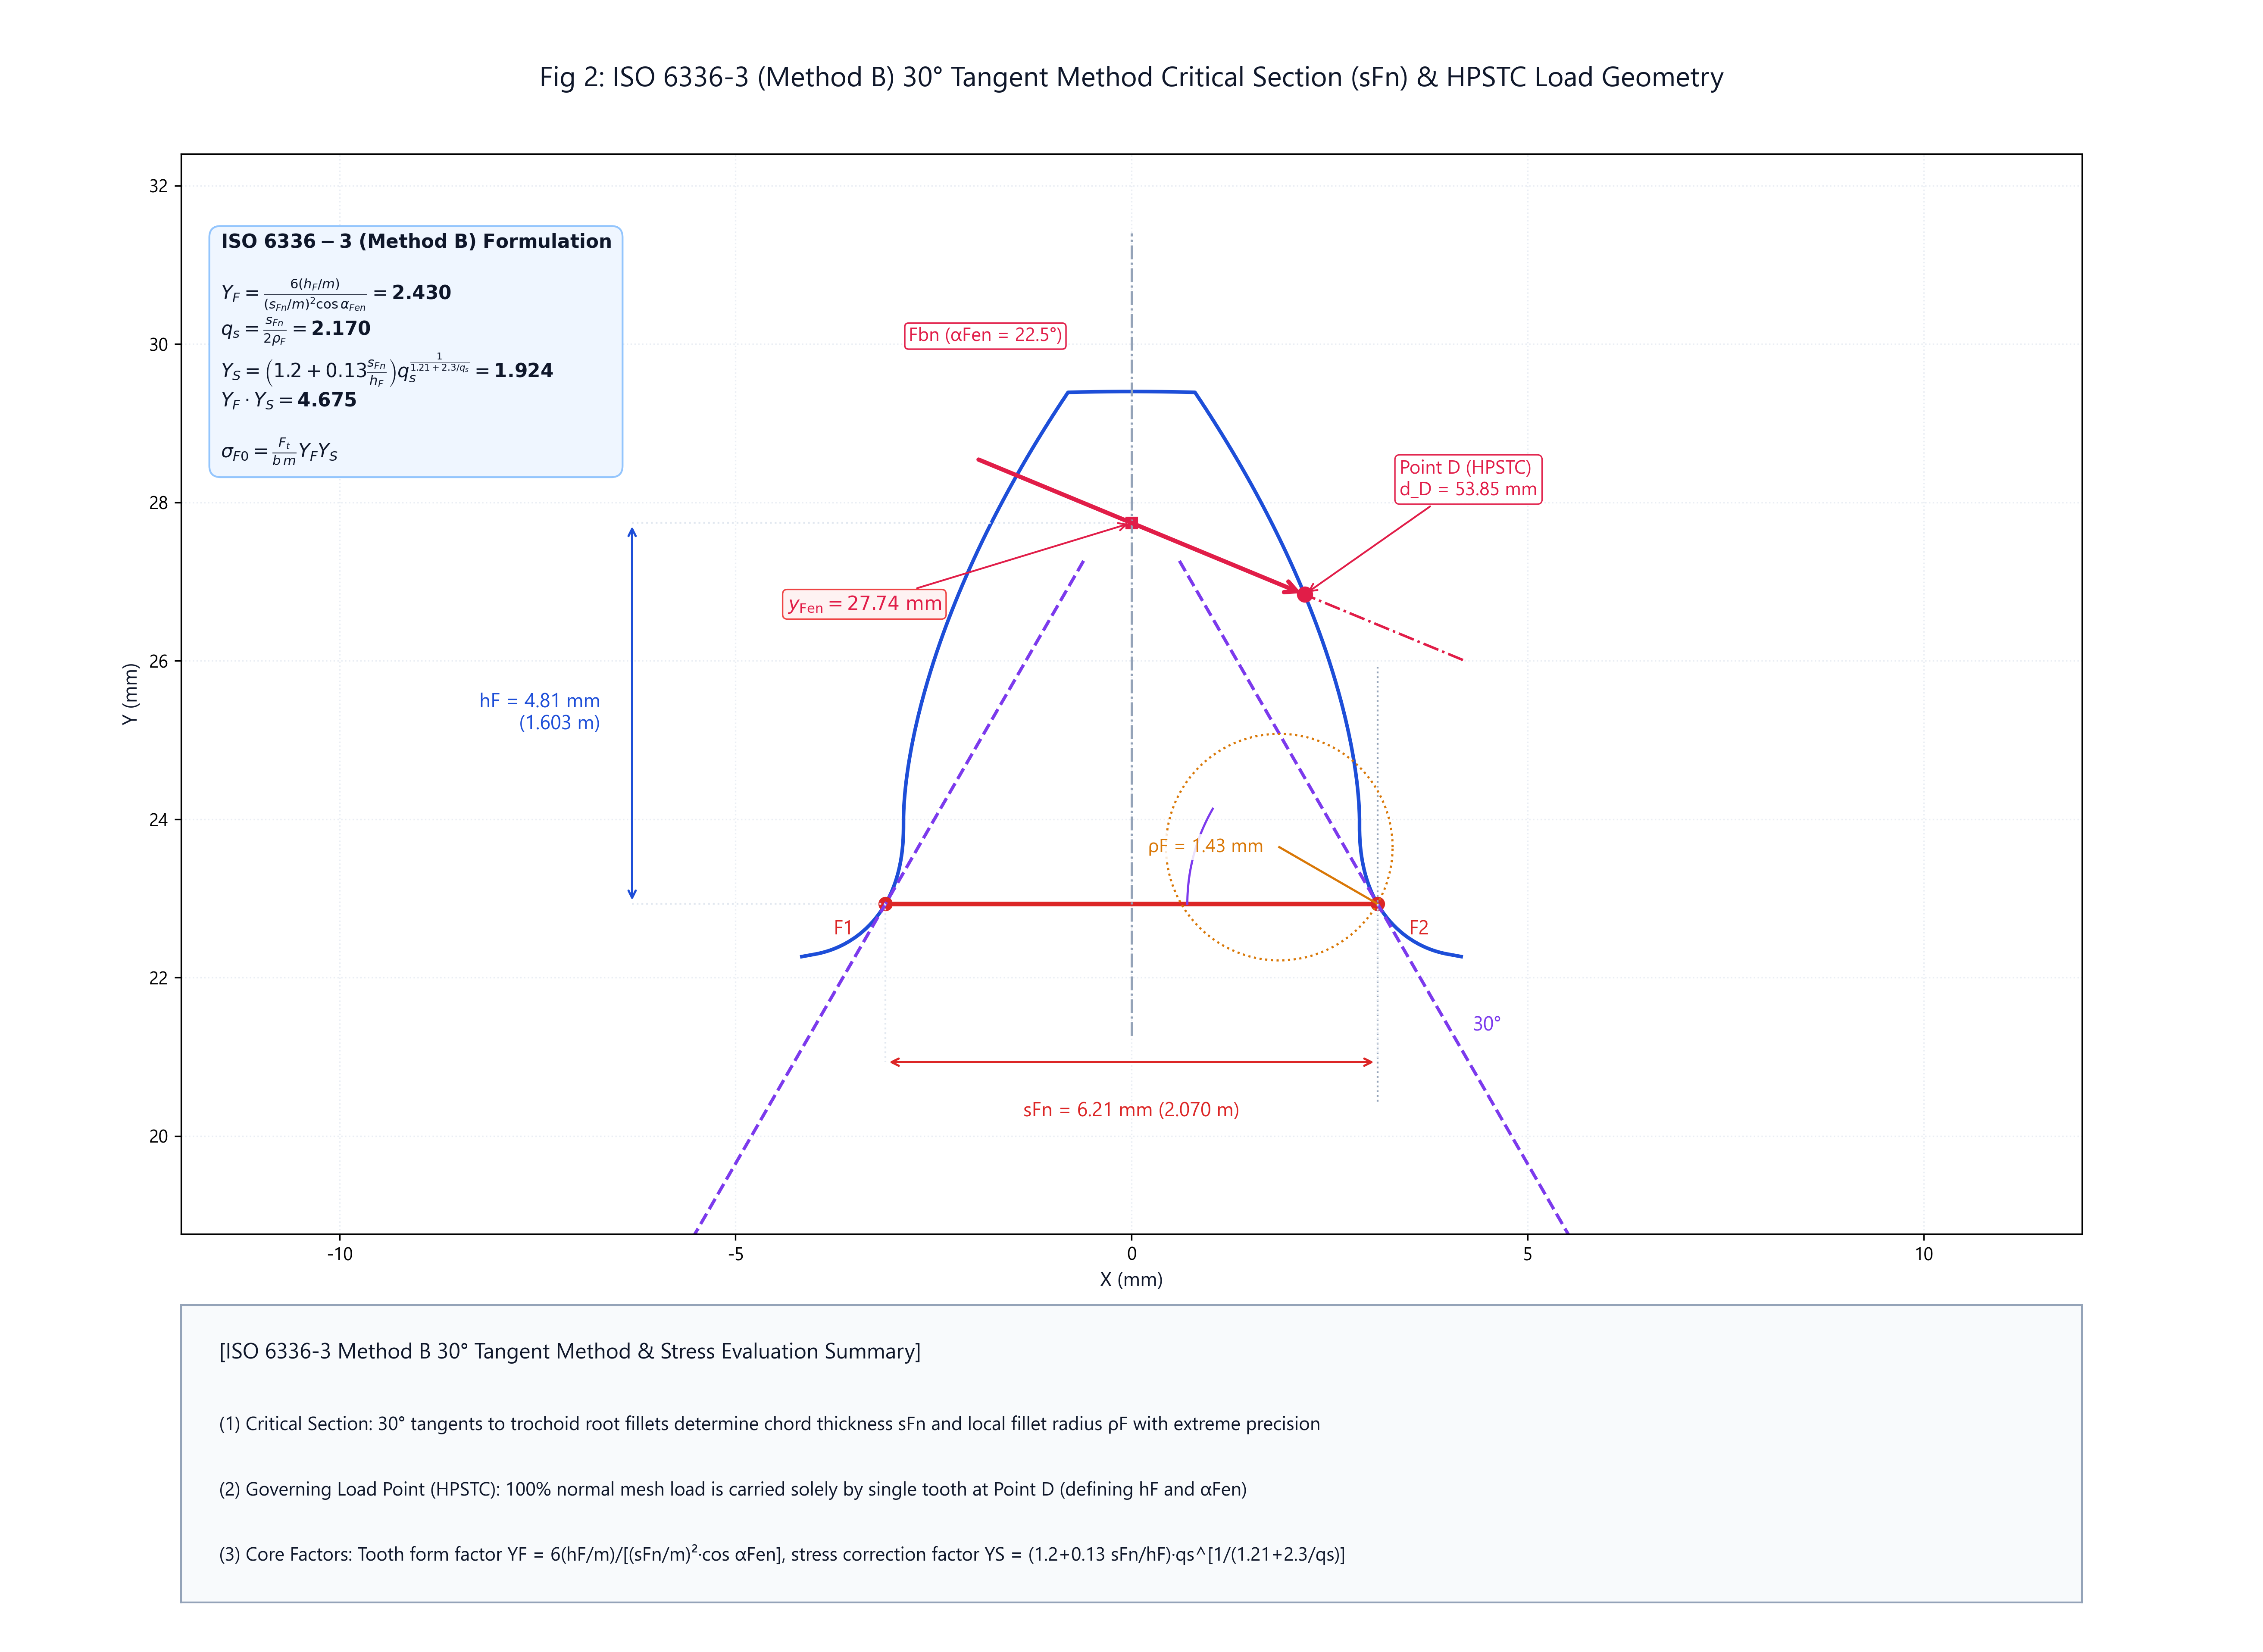 Fig 2: ISO 6336-3 (Method B) 30° Tangent Method Critical Section (sFn) & HPSTC Load Geometry
32
30
28
26
24
22
20
Y (mm)
ISO 6336 – 3 (Method B) Formulation
Y_F = 6(h_F/m) / (s_Fn/m)² cos α_Fen = 2.430
q_s = s_Fn / 2ρ_F = 2.170
Y_S = (1.2 + 0.13 s_Fn/h_F) q_s^(1/(1.21+2.3/q_s)) = 1.924
Y_F · Y_S = 4.675
σ_F0 = F_t / b m Y_F Y_S
Fbn (αFen = 22.5°)
Point D (HPSTC)
d_D = 53.85 mm
y_Fen = 27.74 mm
hF = 4.81 mm
(1.603 m)
ρF = 1.43 mm
F1
F2
30°
sFn = 6.21 mm (2.070 m)
-10
-5
0
5
10
X (mm)
[ISO 6336-3 Method B 30° Tangent Method & Stress Evaluation Summary]
(1) Critical Section: 30° tangents to trochoid root fillets determine chord thickness sFn and local fillet radius ρF with extreme precision
(2) Governing Load Point (HPSTC): 100% normal mesh load is carried solely by single tooth at Point D (defining hF and αFen)
(3) Core Factors: Tooth form factor YF = 6(hF/m)/[(sFn/m)²·cos αFen], stress correction factor YS = (1.2+0.13 sFn/hF)·qs^[1/(1.21+2.3/qs)]